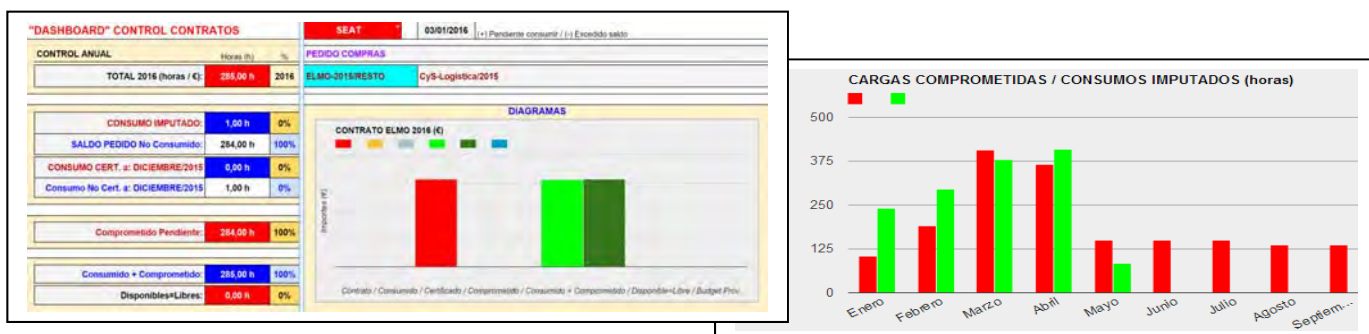 "DASHBOARD" CONTROL CONTRATOS
SEAT
03/01/2016
(+) Pendiente consumir / (-) Excedido saldo
CONTROL ANUAL
Horas (h)
%
PEDIDO COMPRAS
TOTAL 2016 (horas / €):
285,00 h
2016
ELMO-2015/RESTO
CyS-Logistica/2015
DIAGRAMAS
CONSUMO IMPUTADO:
1,00 h
0%
SALDO PEDIDO No Consumido:
284,00 h
100%
CONSUMO CERT. a: DICIEMBRE/2015
0,00 h
0%
Consumo No Cert. a: DICIEMBRE/2015
1,00 h
0%
Comprometido Pendiente:
284,00 h
100%
Consumido + Comprometido:
285,00 h
100%
Disponibles=Libres:
0,00 h
0%
CONTRATO ELMO 2016 (€)
Importes (€)
Contrato / Consumido / Certificado / Comprometido / Consumido + Comprometido / Disponible=Libre / Budget Prov...
CARGAS COMPROMETIDAS / CONSUMOS IMPUTADOS (horas)
500
375
250
125
0
Enero
Febrero
Marzo
Abril
Mayo
Junio
Julio
Agosto
Septiem...